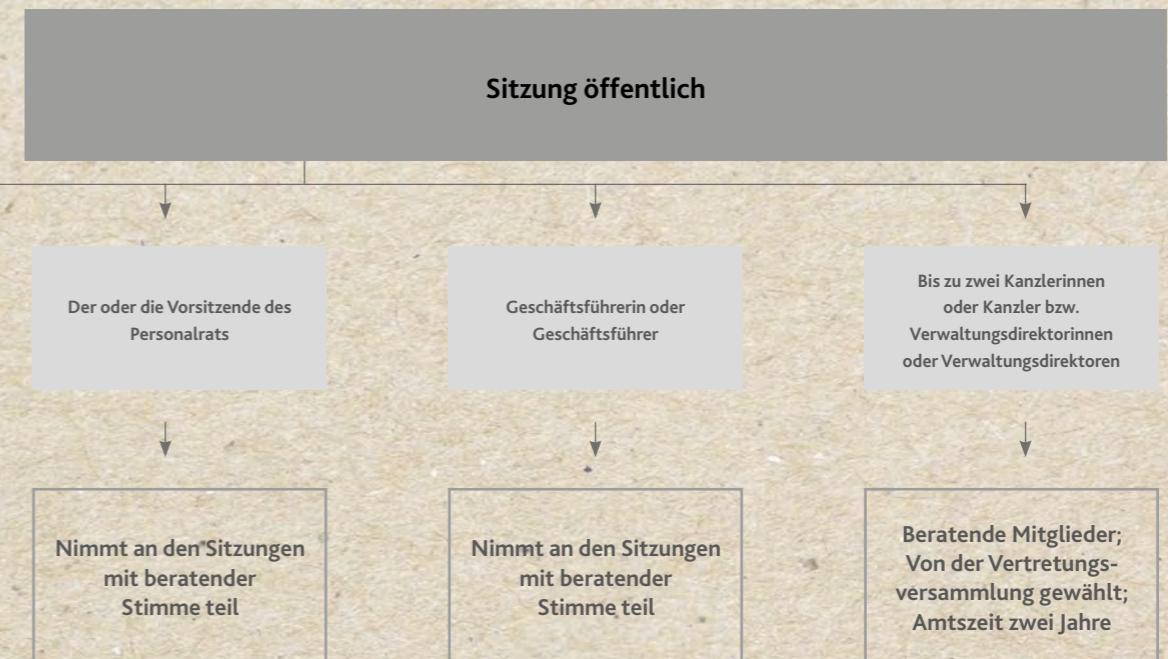 Sitzung öffentlich
Der oder die Vorsitzende des
Personalrats
Geschäftsführerin oder
Geschäftsführer
Bis zu zwei Kanzlerinnen
oder Kanzler bzw.
Verwaltungsdirektorinnen
oder Verwaltungsdirektoren
Nimmt an den Sitzungen
mit beratender
Stimme teil
Nimmt an den Sitzungen
mit beratender
Stimme teil
Beratende Mitglieder;
Von der Vertretungs-
versammlung gewählt;
Amtszeit zwei Jahre